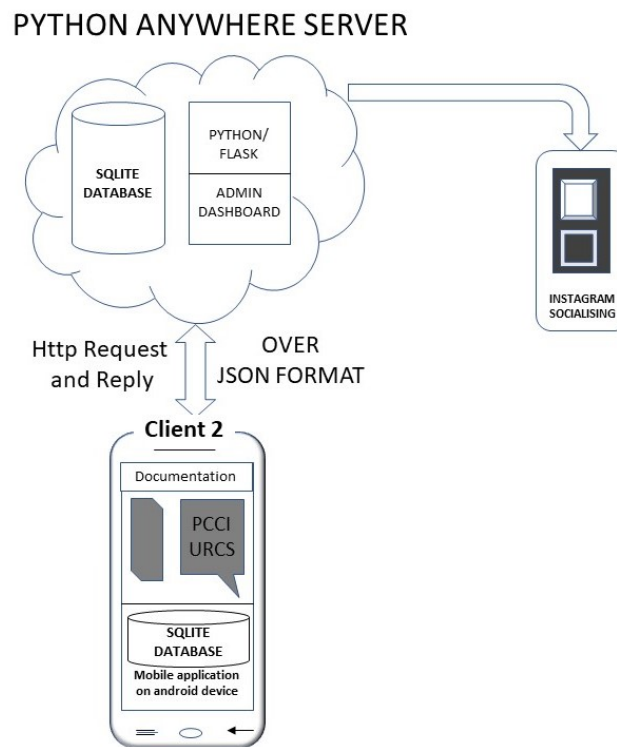 PYTHON ANYWHERE SERVER
SQLITE
DATABASE
PYTHON/
FLASK
ADMIN
DASHBOARD
INSTAGRAM
SOCIALISING
Http Request
and Reply
OVER
JSON FORMAT
Client 2
Documentation
PCCI
URCS
SQLITE
DATABASE
Mobile application
on android device